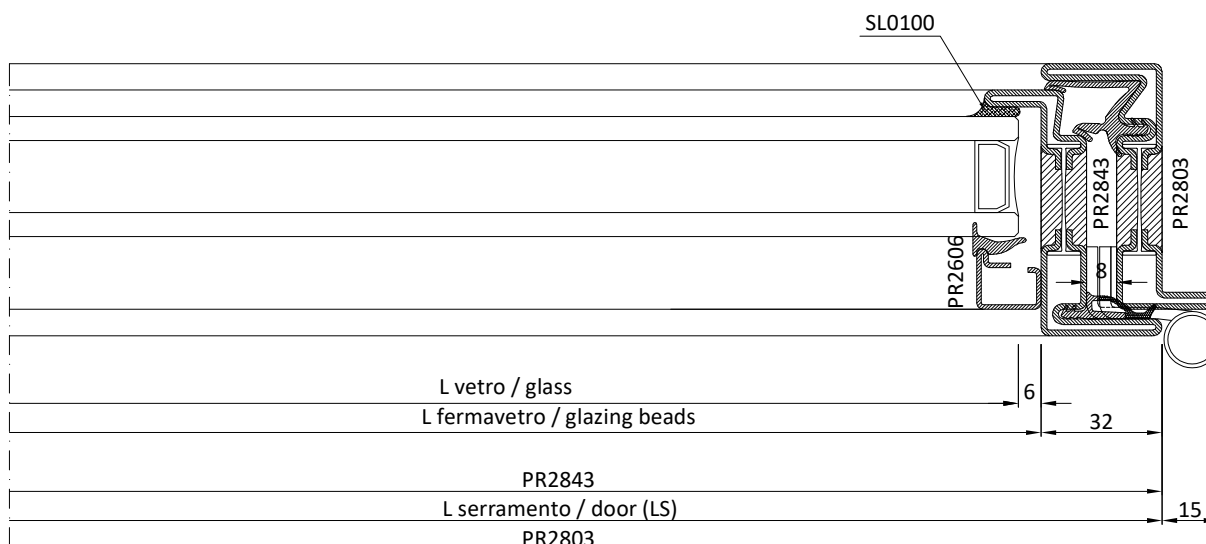 SL0100
PR2843
PR2803
PR2606
8
L vetro / glass
6
L fermavetro / glazing beads
32
PR2843
L serramento / door (LS)
15
PR2803